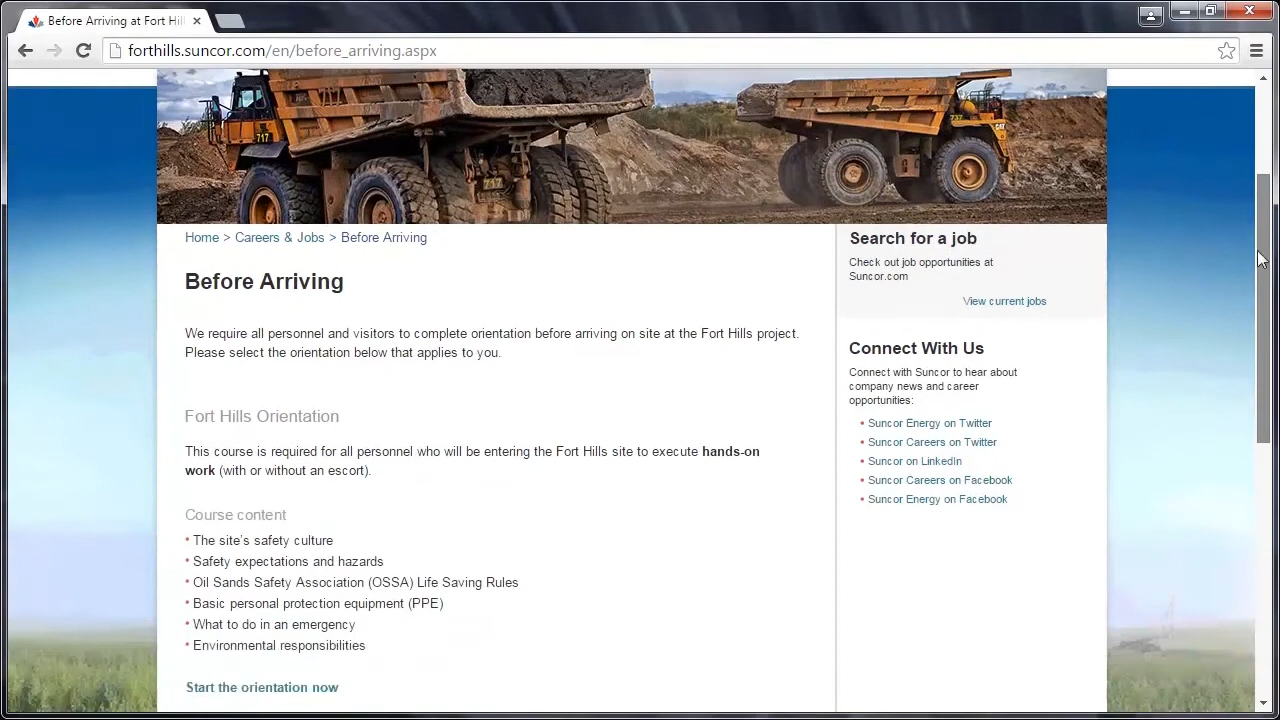 Before Arriving at Fort Hil
forthills.suncor.com/en/before_arriving.aspx
717
717
737
CAT
Home > Careers & Jobs > Before Arriving
Before Arriving
We require all personnel and visitors to complete orientation before arriving on site at the Fort Hills project.
Please select the orientation below that applies to you.
Fort Hills Orientation
This course is required for all personnel who will be entering the Fort Hills site to execute hands-on
work (with or without an escort).
Course content
• The site's safety culture
• Safety expectations and hazards
• Oil Sands Safety Association (OSSA) Life Saving Rules
• Basic personal protection equipment (PPE)
• What to do in an emergency
• Environmental responsibilities
Start the orientation now
Search for a job
Check out job opportunities at
Suncor.com
View current jobs
Connect With Us
Connect with Suncor to hear about
company news and career
opportunities:
• Suncor Energy on Twitter
• Suncor Careers on Twitter
• Suncor on LinkedIn
• Suncor Careers on Facebook
• Suncor Energy on Facebook